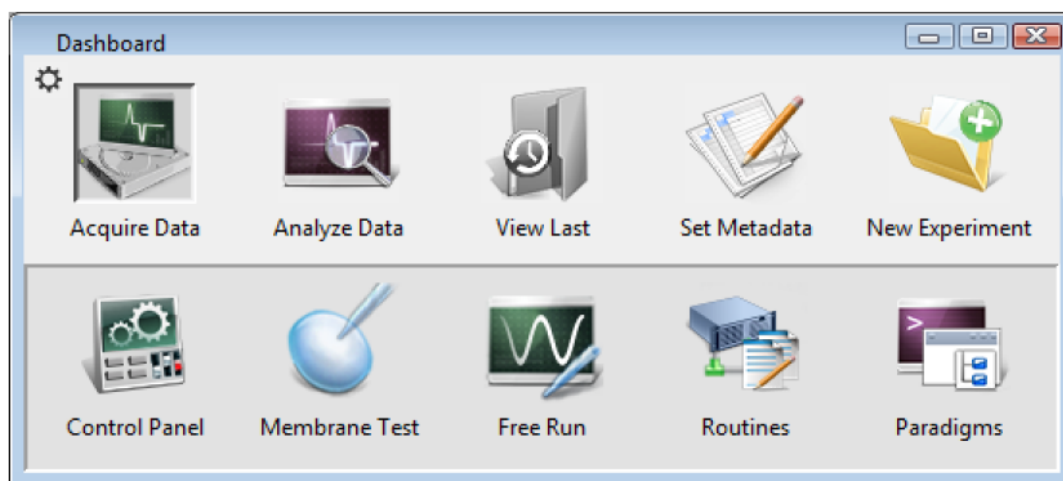 Dashboard
Acquire Data
Analyze Data
View Last
Set Metadata
New Experiment
Control Panel
Membrane Test
Free Run
Routines
Paradigms